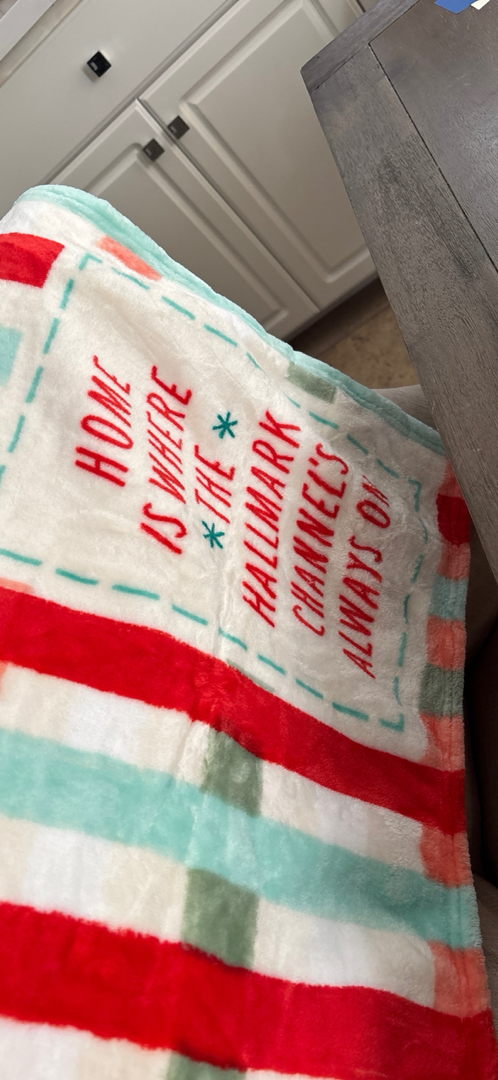 HOME
IS WHERE
* THE *
HALLMARK
CHANNEL'S
ALWAYS ON